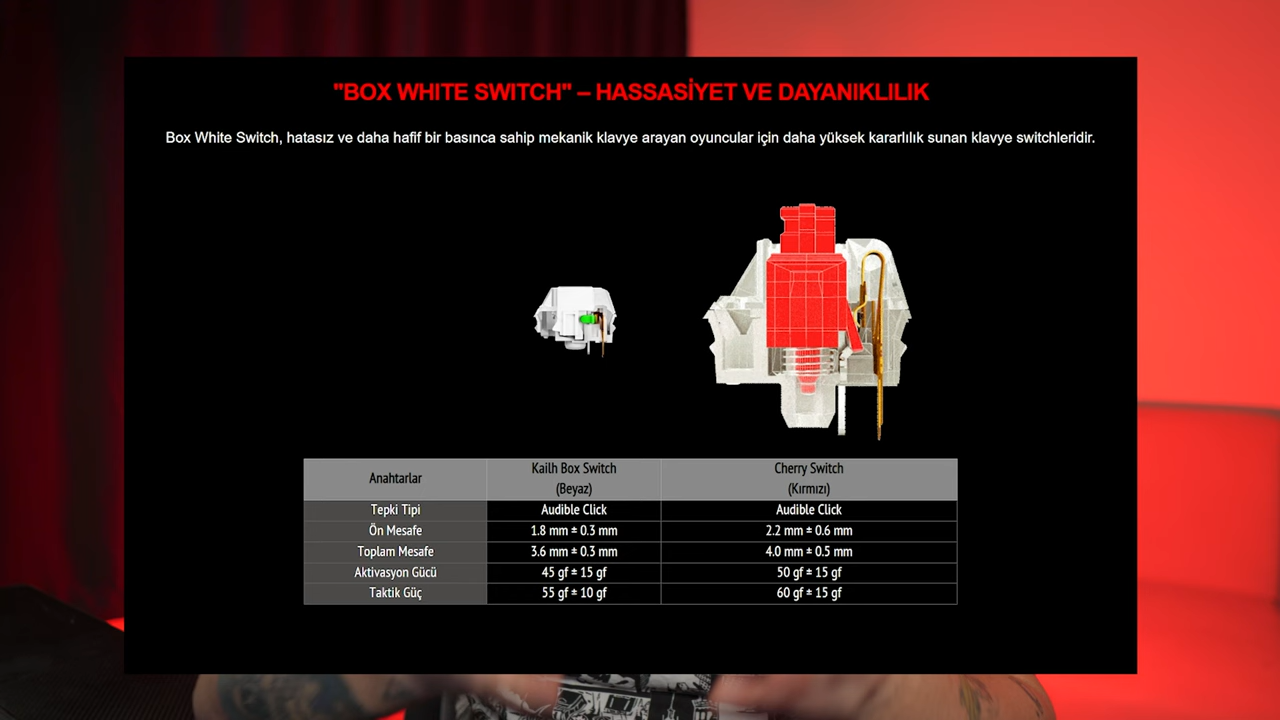 "BOX WHITE SWITCH" – HASSASİYET VE DAYANIKLILIK
Box White Switch, hatasız ve daha hafif bir basınca sahip mekanik klavye arayan oyuncular için daha yüksek kararlılık sunan klavye switchleridir.
Anahtarlar Kailh Box Switch (Beyaz) Cherry Switch (Kırmızı)
Tepki Tipi Audible Click Audible Click
Ön Mesafe 1.8 mm ± 0.3 mm 2.2 mm ± 0.6 mm
Toplam Mesafe 3.6 mm ± 0.3 mm 4.0 mm ± 0.5 mm
Aktivasyon Gücü 45 gf ± 15 gf 50 gf ± 15 gf
Taktik Güç 55 gf ± 10 gf 60 gf ± 15 gf